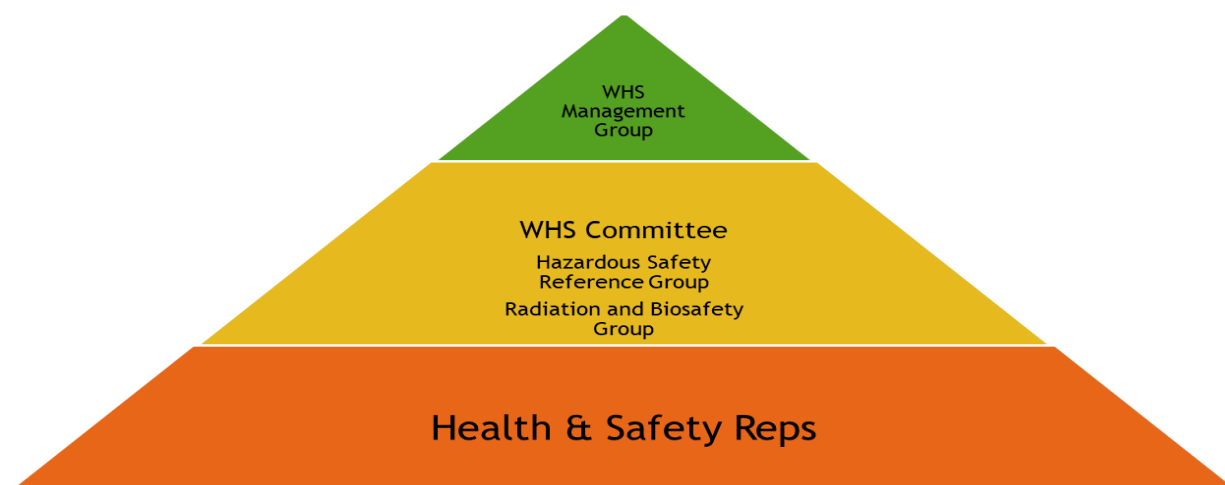 WHS
Management
Group
WHS Committee
Hazardous Safety
Reference Group
Radiation and Biosafety
Group
Health & Safety Reps